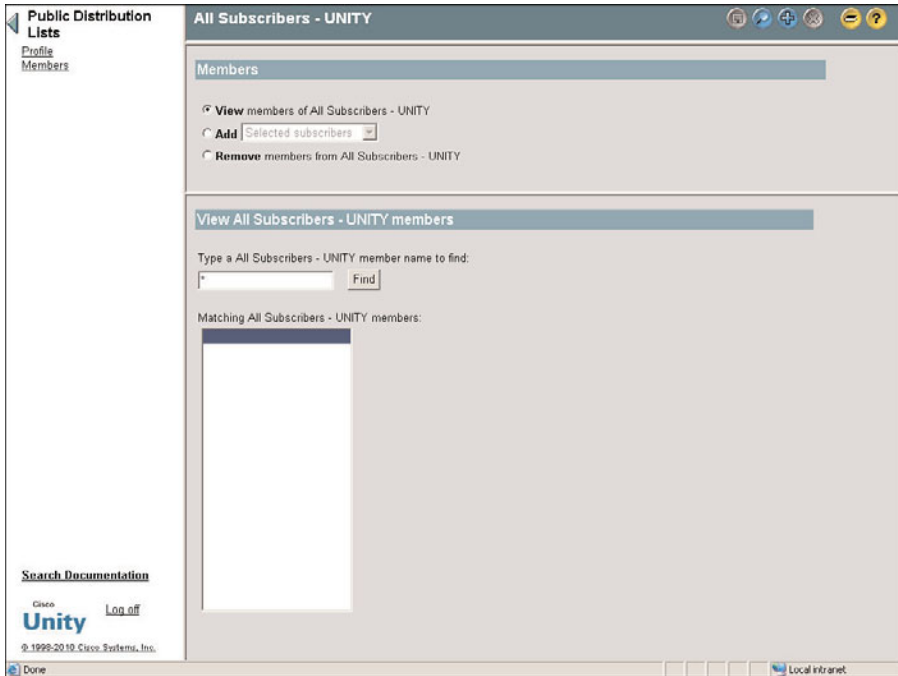 Public Distribution
Lists
Profile
Members
All Subscribers - UNITY
Members
View members of All Subscribers - UNITY
Add Selected subscribers
Remove members from All Subscribers - UNITY
View All Subscribers - UNITY members
Type a All Subscribers - UNITY member name to find:
* Find
Matching All Subscribers - UNITY members:
Search Documentation
Cisco
Unity Log off
© 1998-2010 Cisco Systems, Inc.
Done Local intranet